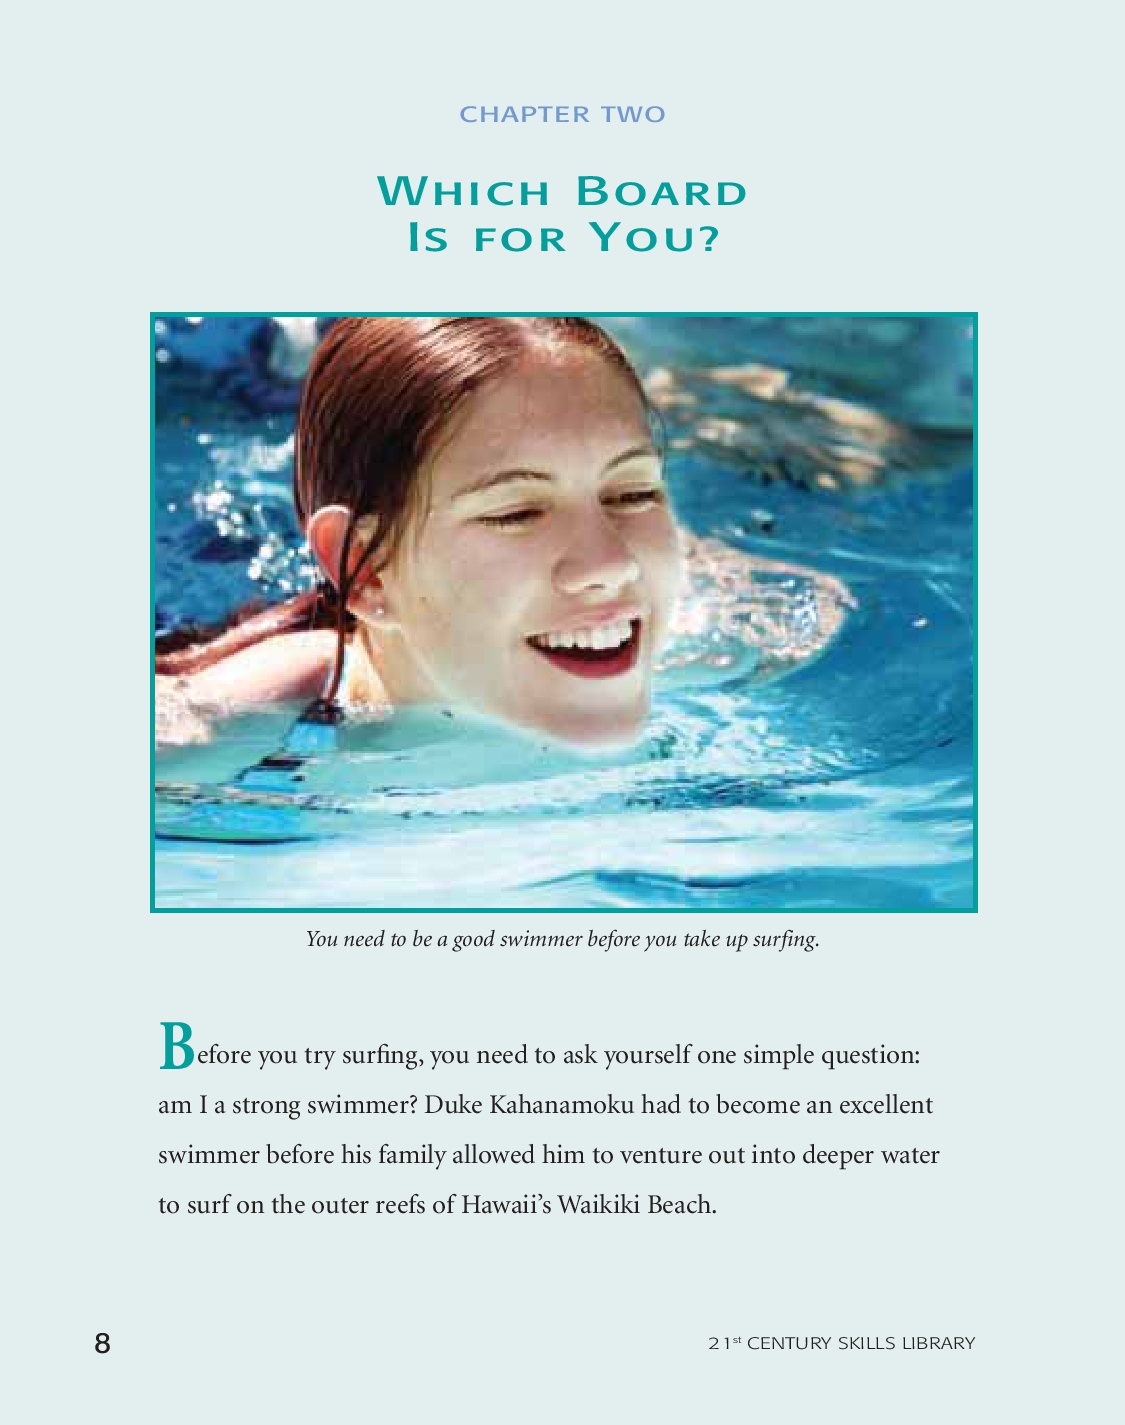 CHAPTER TWO
WHICH BOARD
IS FOR YOU?
You need to be a good swimmer before you take up surfing.
Before you try surfing, you need to ask yourself one simple question:
am I a strong swimmer? Duke Kahanamoku had to become an excellent
swimmer before his family allowed him to venture out into deeper water
to surf on the outer reefs of Hawaii’s Waikiki Beach.
8
21st CENTURY SKILLS LIBRARY